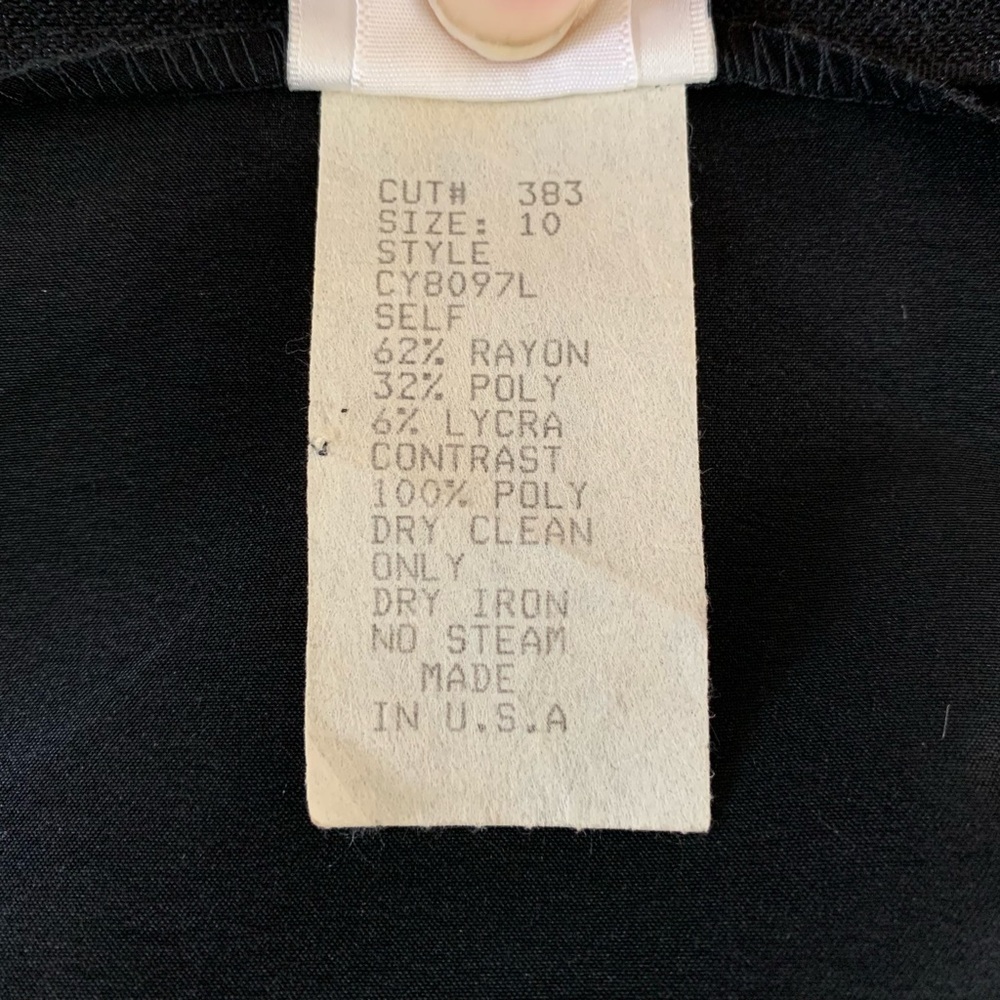 CUT# 383
SIZE: 10
STYLE
CY8097L
SELF
62% RAYON
32% POLY
6% LYCRA
CONTRAST
100% POLY
DRY CLEAN
ONLY
DRY IRON
NO STEAM
MADE
IN U.S.A